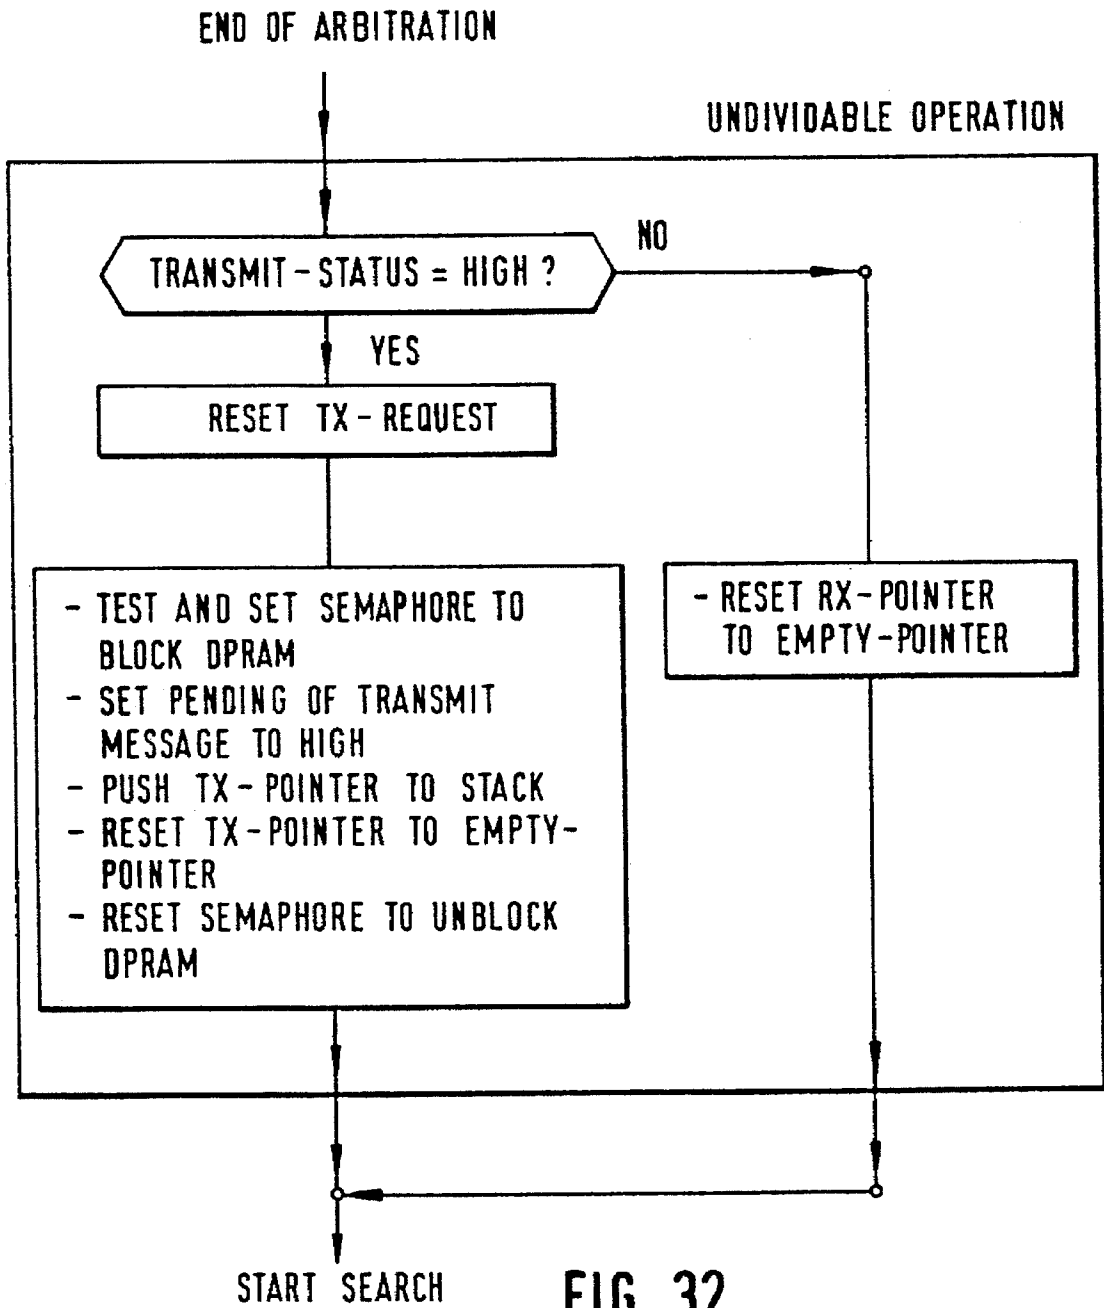 END OF ARBITRATION
UNDIVIDABLE OPERATION
TRANSMIT-STATUS = HIGH ?
NO
YES
RESET TX-REQUEST
- TEST AND SET SEMAPHORE TO
BLOCK DPRAM
- SET PENDING OF TRANSMIT
MESSAGE TO HIGH
- PUSH TX-POINTER TO STACK
- RESET TX-POINTER TO EMPTY-
POINTER
- RESET SEMAPHORE TO UNBLOCK
DPRAM
- RESET RX-POINTER
TO EMPTY-POINTER
START SEARCH
FIG. 32